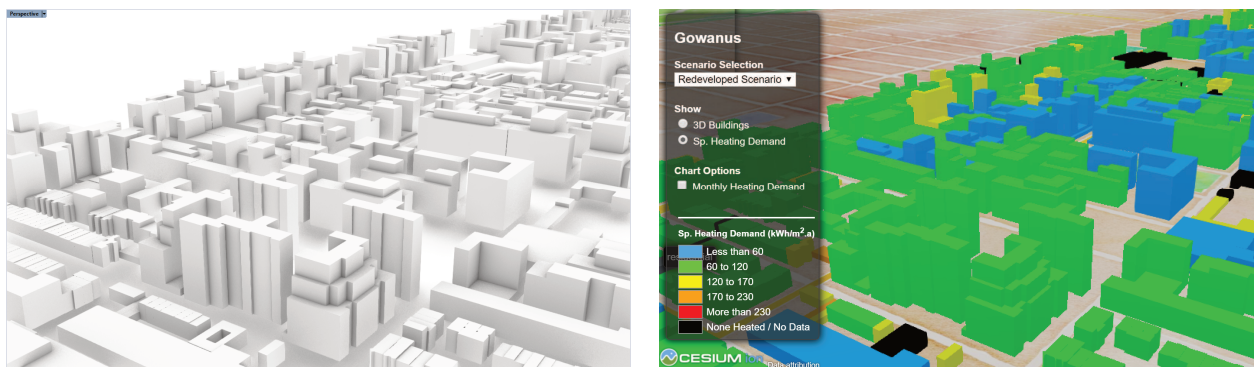 Perspective
Gowanus
Scenario Selection
Redeveloped Scenario
Show
3D Buildings
Sp. Heating Demand
Chart Options
Monthly Heating Demand
Sp. Heating Demand (kWh/m².a)
Less than 60
60 to 120
120 to 170
170 to 230
More than 230
None Heated / No Data
CESIUM ion
Data attribution